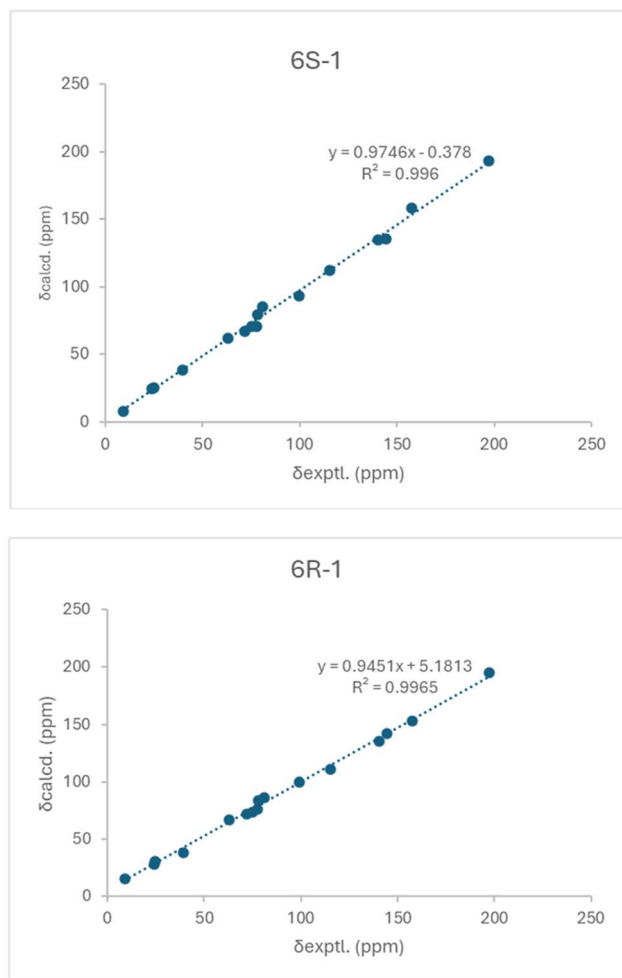 6S-1
250
200
150
100
50
0
δcalcd. (ppm)
y = 0.9746x - 0.378
R² = 0.996
0 50 100 150 200 250
δexptl. (ppm)
6R-1
250
200
150
100
50
0
δcalcd. (ppm)
y = 0.9451x + 5.1813
R² = 0.9965
0 50 100 150 200 250
δexptl. (ppm)